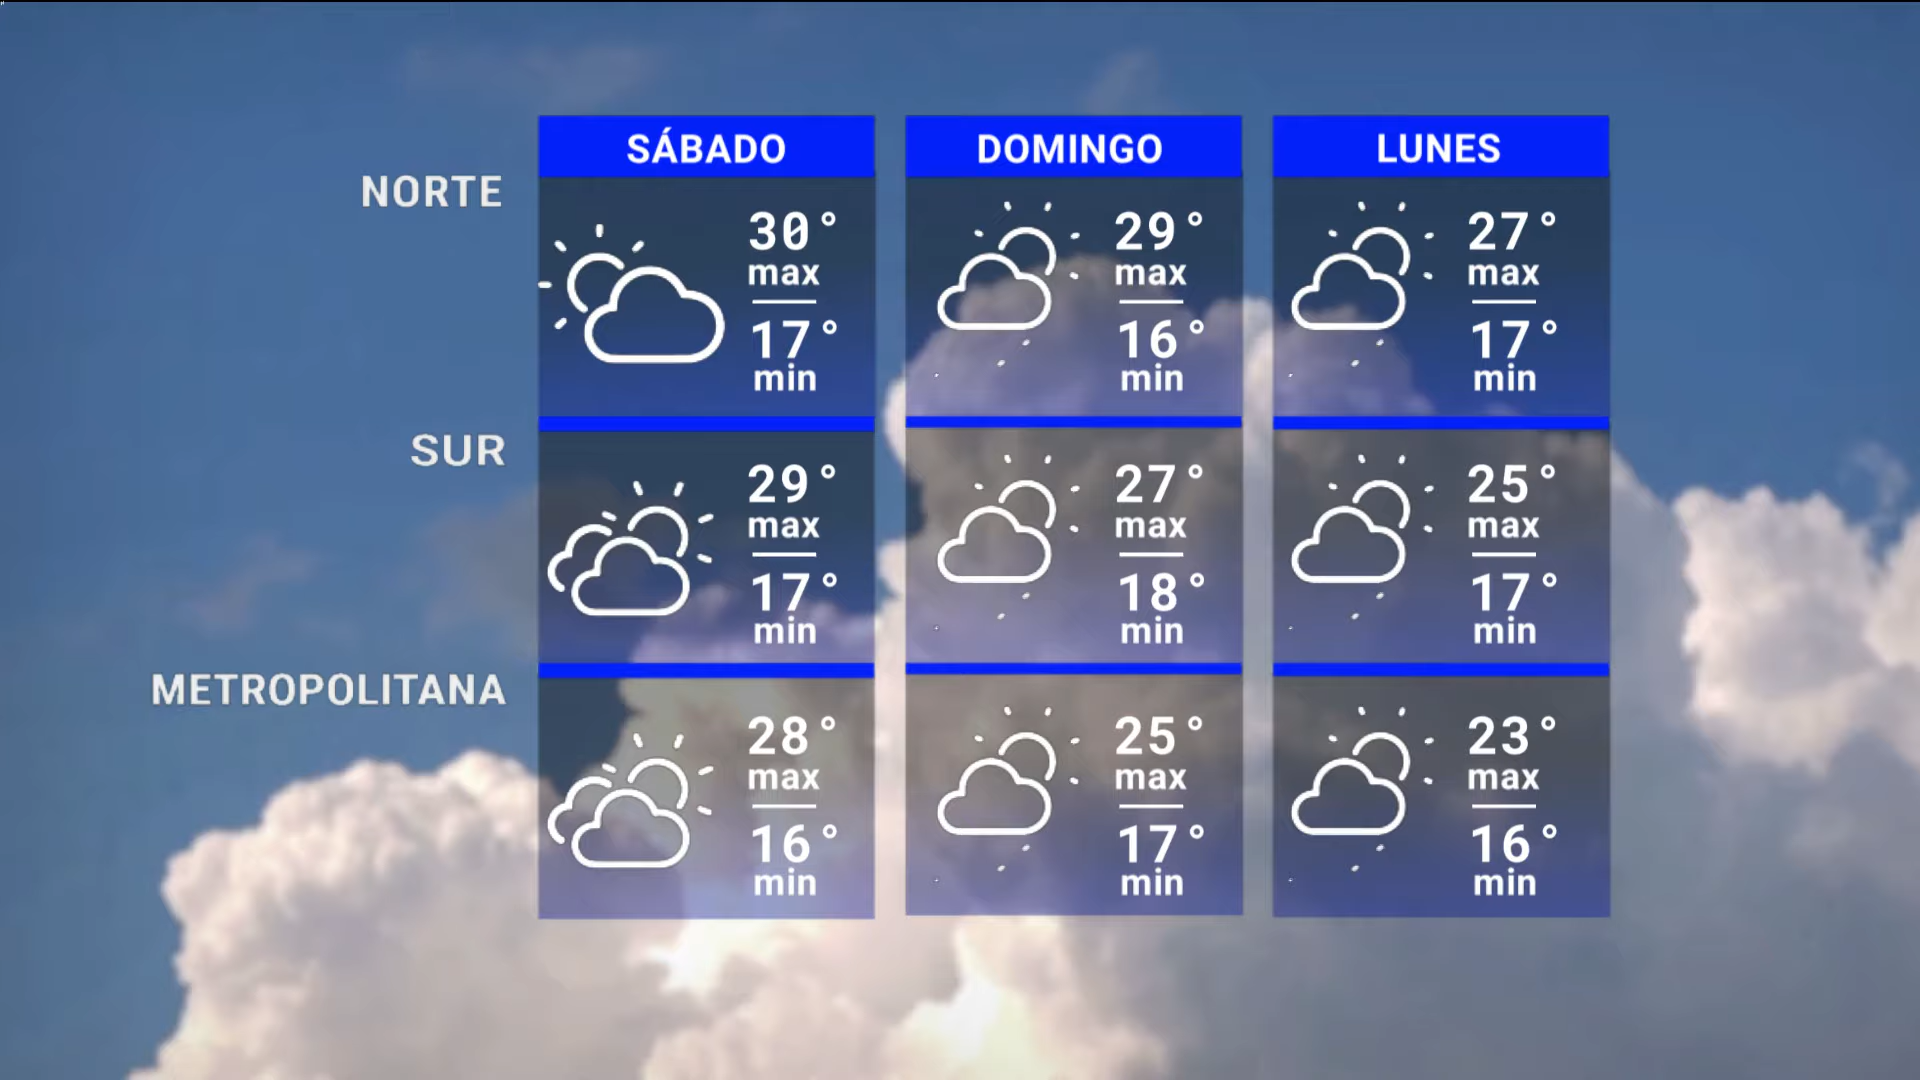 SÁBADO DOMINGO LUNES
NORTE
30° 29° 27°
max max max
17° 16° 17°
min min min
SUR
29° 27° 25°
max max max
17° 18° 17°
min min min
METROPOLITANA
28° 25° 23°
max max max
16° 17° 16°
min min min